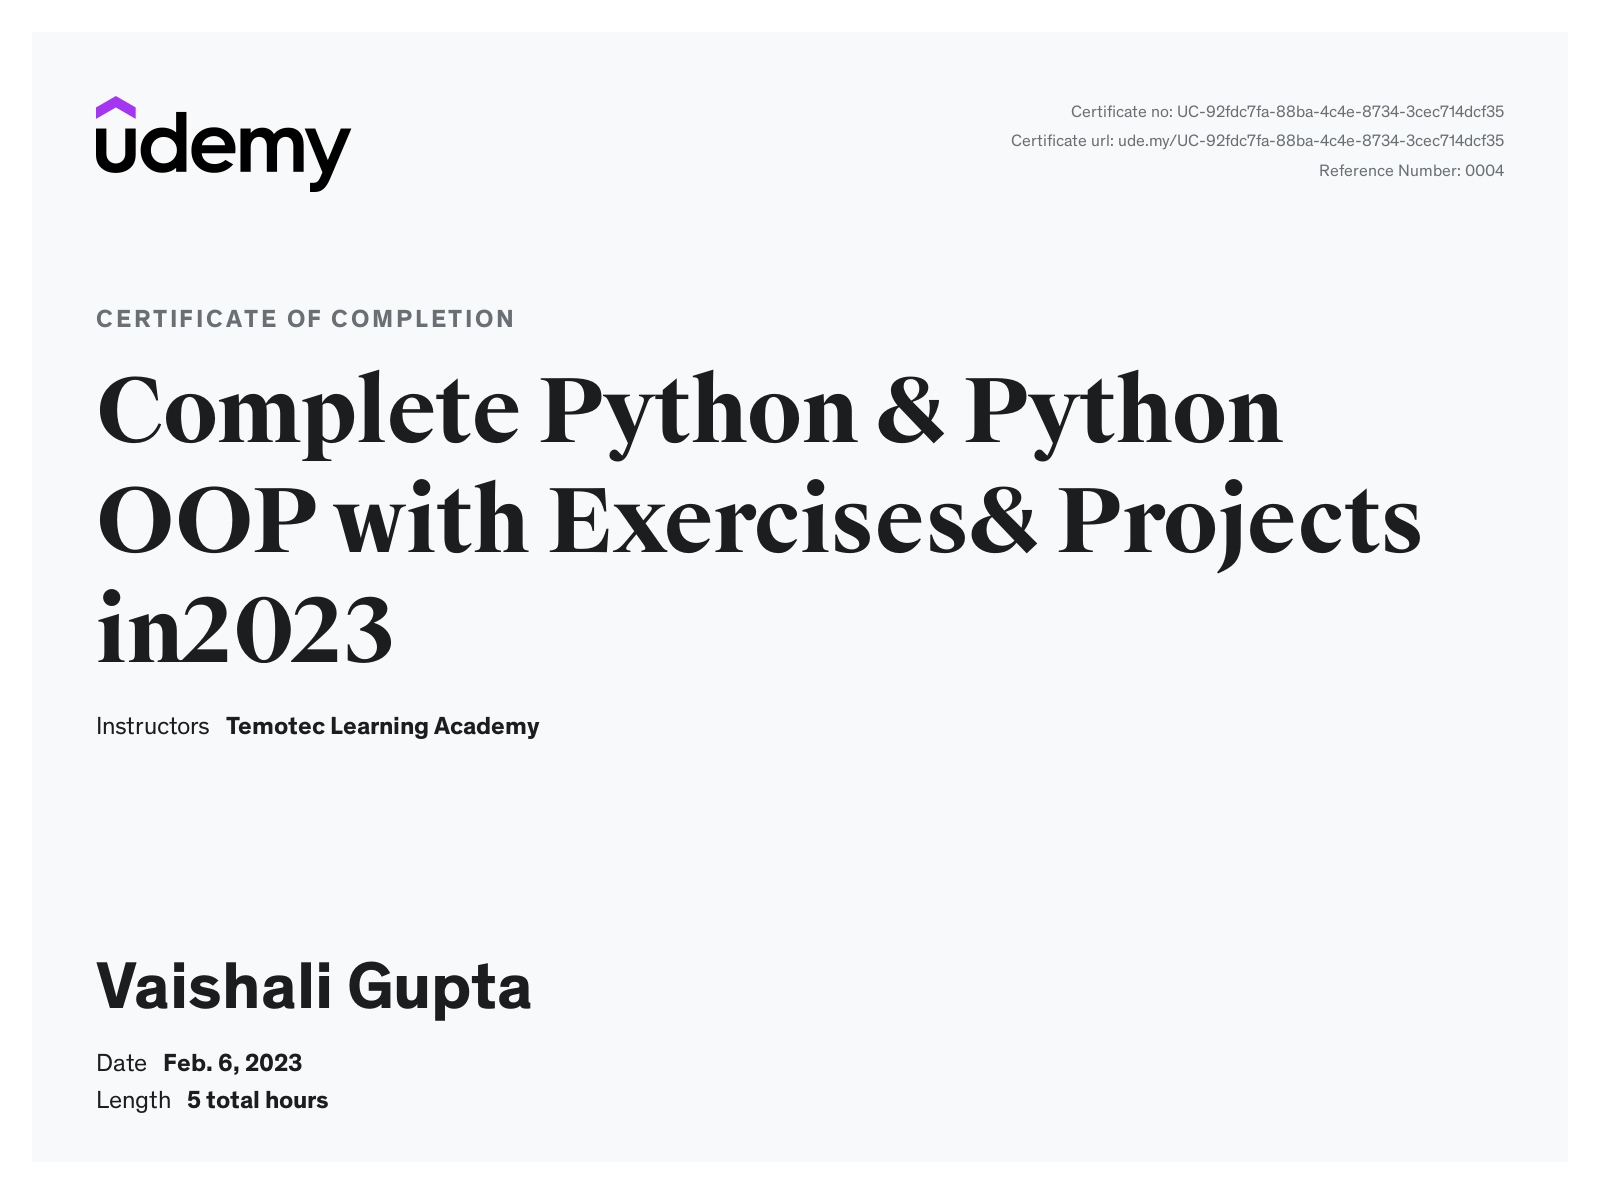 udemy
Certificate no: UC-92fdc7fa-88ba-4c4e-8734-3cec714dcf35
Certificate url: ude.my/UC-92fdc7fa-88ba-4c4e-8734-3cec714dcf35
Reference Number: 0004
CERTIFICATE OF COMPLETION
Complete Python & Python
OOP with Exercises& Projects
in2023
Instructors Temotec Learning Academy
Vaishali Gupta
Date Feb. 6, 2023
Length 5 total hours